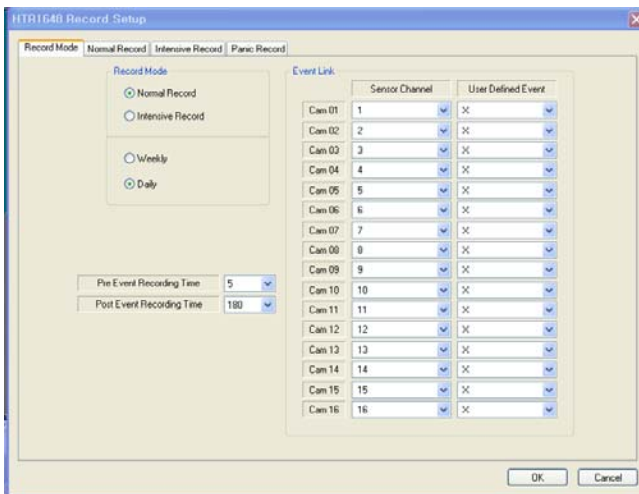 HTR1648 Record Setup
Record Mode Normal Record Intensive Record Panic Record
Record Mode
Normal Record
Intensive Record
Weekly
Daily
Pre Event Recording Time 5
Post Event Recording Time 180
Event Link
Sensor Channel User Defined Event
Cam 01 1 X
Cam 02 2 X
Cam 03 3 X
Cam 04 4 X
Cam 05 5 X
Cam 06 6 X
Cam 07 7 X
Cam 08 8 X
Cam 09 9 X
Cam 10 10 X
Cam 11 11 X
Cam 12 12 X
Cam 13 13 X
Cam 14 14 X
Cam 15 15 X
Cam 16 16 X
OK Cancel